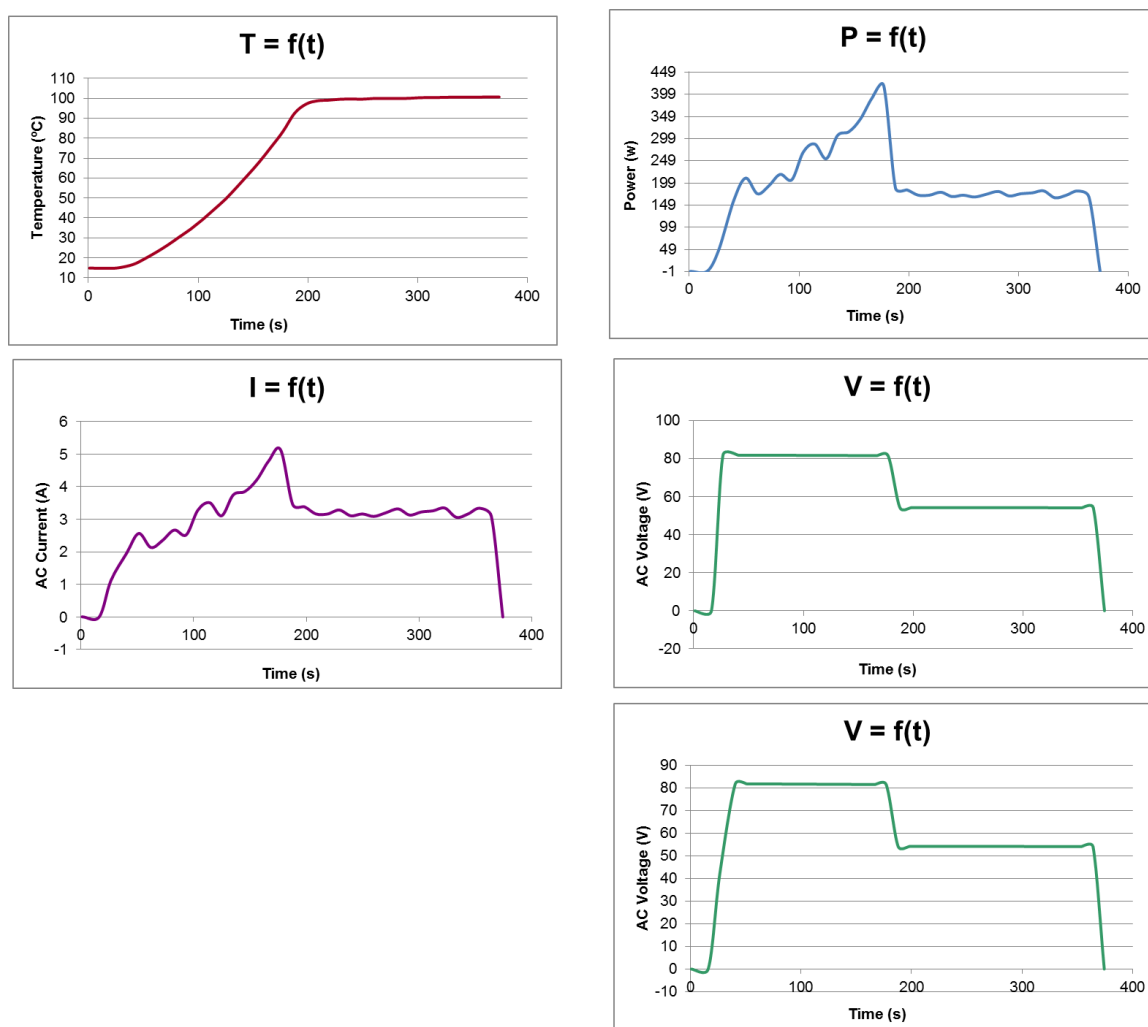 T = f(t)
Temperature (ºC)
110
100
90
80
70
60
50
40
30
20
10
0 100 200 300 400
Time (s)
P = f(t)
Power (w)
449
399
349
299
249
199
149
99
49
-1
0 100 200 300 400
Time (s)
I = f(t)
AC Current (A)
6
5
4
3
2
1
0
-1
0 100 200 300 400
Time (s)
V = f(t)
AC Voltage (V)
100
80
60
40
20
0
-20
0 100 200 300 400
Time (s)
V = f(t)
AC Voltage (V)
90
80
70
60
50
40
30
20
10
0
-10
0 100 200 300 400
Time (s)